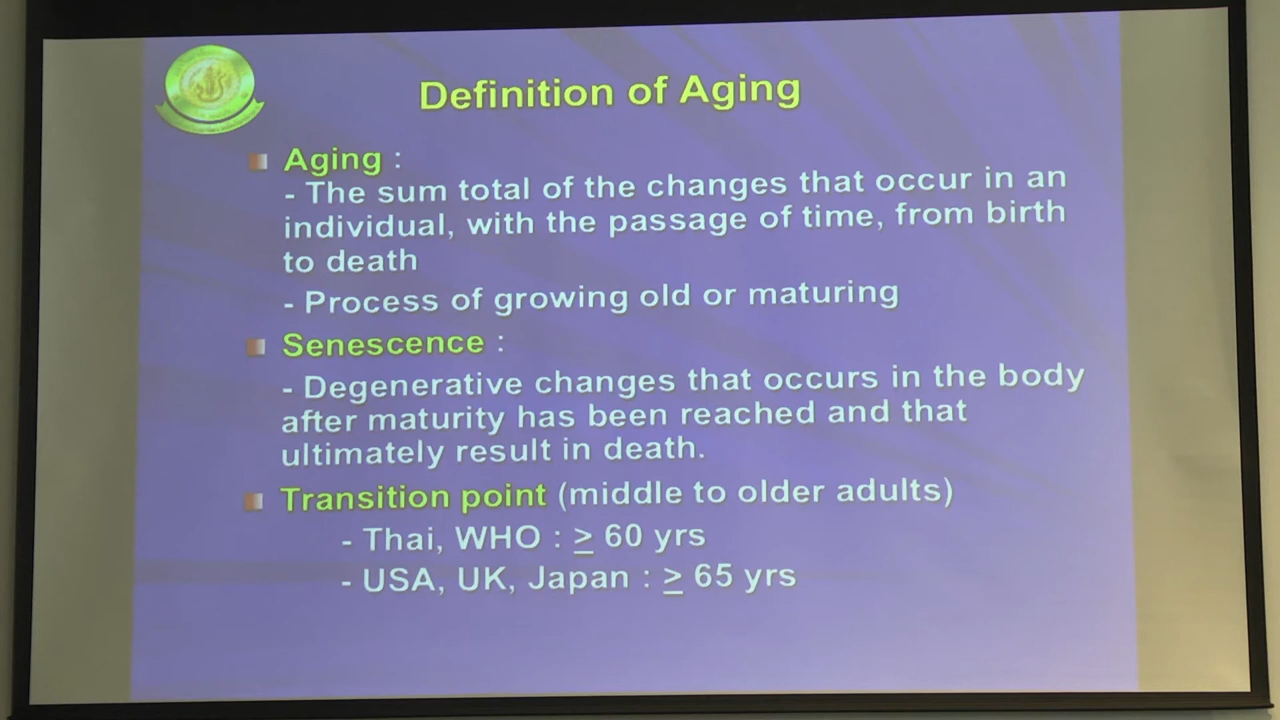 Definition of Aging
Aging :
- The sum total of the changes that occur in an
individual, with the passage of time, from birth
to death
- Process of growing old or maturing
Senescence :
- Degenerative changes that occurs in the body
after maturity has been reached and that
ultimately result in death.
Transition point (middle to older adults)
- Thai, WHO : ≥ 60 yrs
- USA, UK, Japan : ≥ 65 yrs